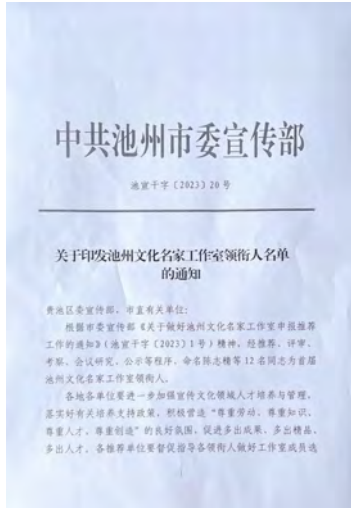 中共池州市委宣传部
池宣干字〔2023〕20号
关于印发池州文化名家工作室领衔人名单
的通知
贵池区委宣传部，市直有关单位：
根据市委宣传部《关于做好池州文化名家工作室申报推荐
工作的通知》（池宣干字〔2023〕1号）精神，经推荐、评审、
考察、会议研究、公示等程序，命名陈志精等12名同志为首届
池州文化名家工作室领衔人。
各地各单位要进一步加强宣传文化领域人才培养与管理，
落实好有关培养支持政策，积极营造“尊重劳动、尊重知识、
尊重人才、尊重创造”的良好氛围，促进多出成果、多出精品、
多出人才。各推荐单位要督促指导各领衔人做好工作室成员选